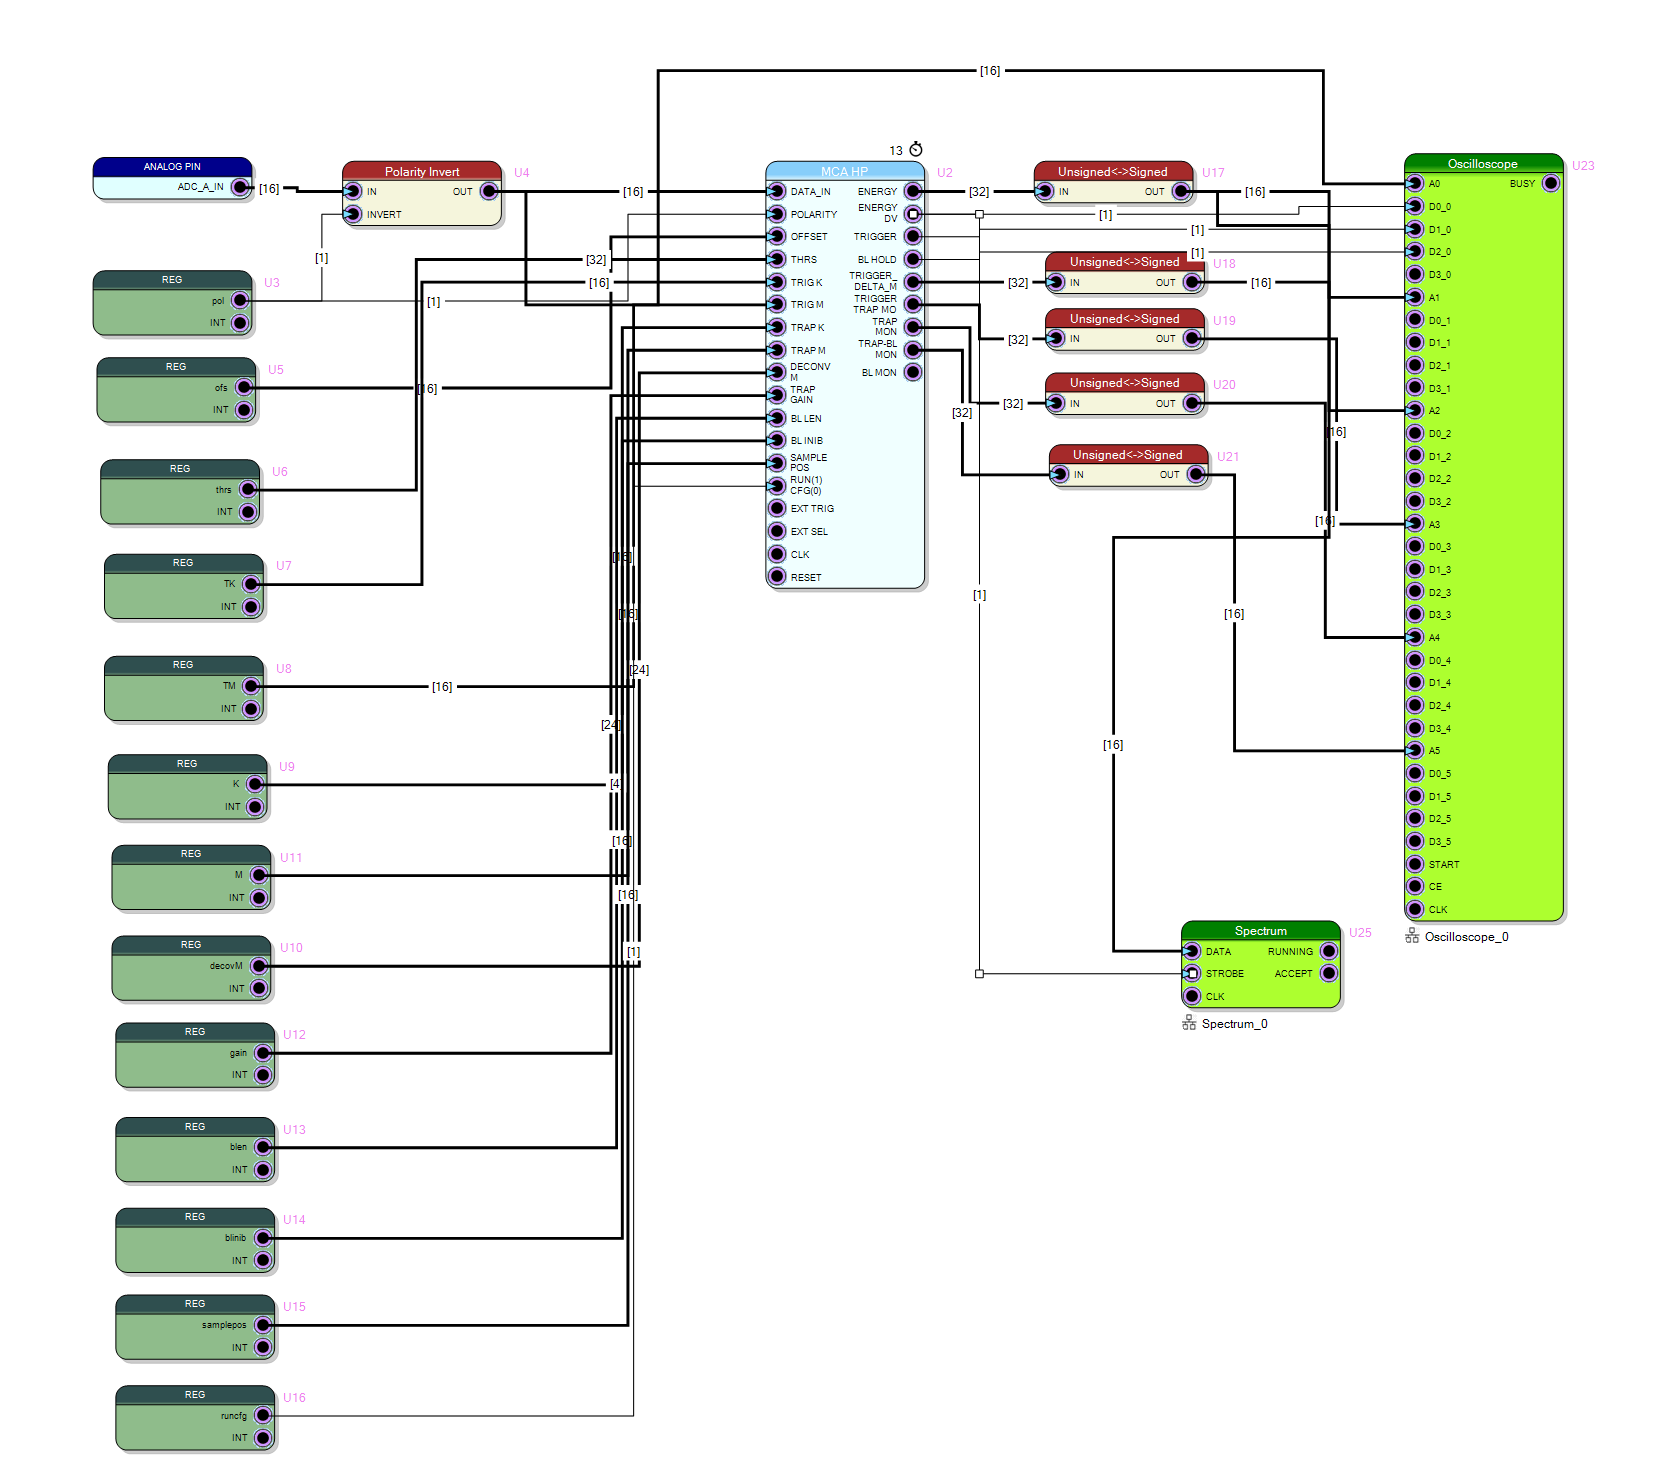 [16]
13
ANALOG PIN
ADC_A_IN
[16]
Polarity Invert
U4
IN
OUT
INVERT
[16]
[1]
REG
U3
pol
INT
[1]
REG
U5
ofs
INT
[16]
REG
U6
thrs
INT
[32]
REG
U7
TK
INT
[16]
REG
U8
TM
INT
[16]
REG
U9
K
INT
[4]
REG
U11
M
INT
REG
U10
decovM
INT
REG
U12
gain
INT
REG
U13
blen
INT
REG
U14
blinib
INT
REG
U15
samplepos
INT
REG
U16
runcfg
INT
[16]
[16]
[24]
[24]
[16]
[16]
[1]
MCA HP
U2
DATA_IN
POLARITY
OFFSET
THRS
TRIG K
TRIG M
TRAP K
TRAP M
DECONV
M
TRAP
GAIN
BL LEN
BL INIB
SAMPLE
POS
RUN(1)
CFG(0)
EXT TRIG
EXT SEL
CLK
RESET
ENERGY
ENERGY
DV
TRIGGER
BL HOLD
TRIGGER_
DELTA_M
TRIGGER
TRAP MO
TRAP
MON
TRAP-BL
MON
BL MON
[32]
[32]
[32]
[32]
[32]
Unsigned<->Signed
U17
IN
OUT
[16]
[1]
[1]
[1]
Unsigned<->Signed
U18
IN
OUT
[16]
Unsigned<->Signed
U19
IN
OUT
Unsigned<->Signed
U20
IN
OUT
Unsigned<->Signed
U21
IN
OUT
[16]
[16]
[1]
[16]
[16]
Oscilloscope
U23
A0
BUSY
D0_0
D1_0
D2_0
D3_0
A1
D0_1
D1_1
D2_1
D3_1
A2
D0_2
D1_2
D2_2
D3_2
A3
D0_3
D1_3
D2_3
D3_3
A4
D0_4
D1_4
D2_4
D3_4
A5
D0_5
D1_5
D2_5
D3_5
START
CE
CLK
Oscilloscope_0
Spectrum
U25
DATA
RUNNING
STROBE
ACCEPT
CLK
Spectrum_0